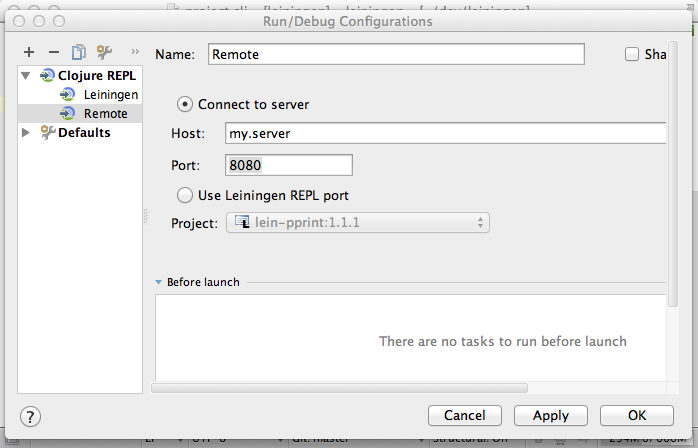 Run/Debug Configurations
Name: Remote Sha
Clojure REPL
Leiningen
Remote
Defaults
Connect to server
Host: my.server
Port: 8080
Use Leiningen REPL port
Project: lein-pprint:1.1.1
Before launch
There are no tasks to run before launch
? Cancel Apply OK